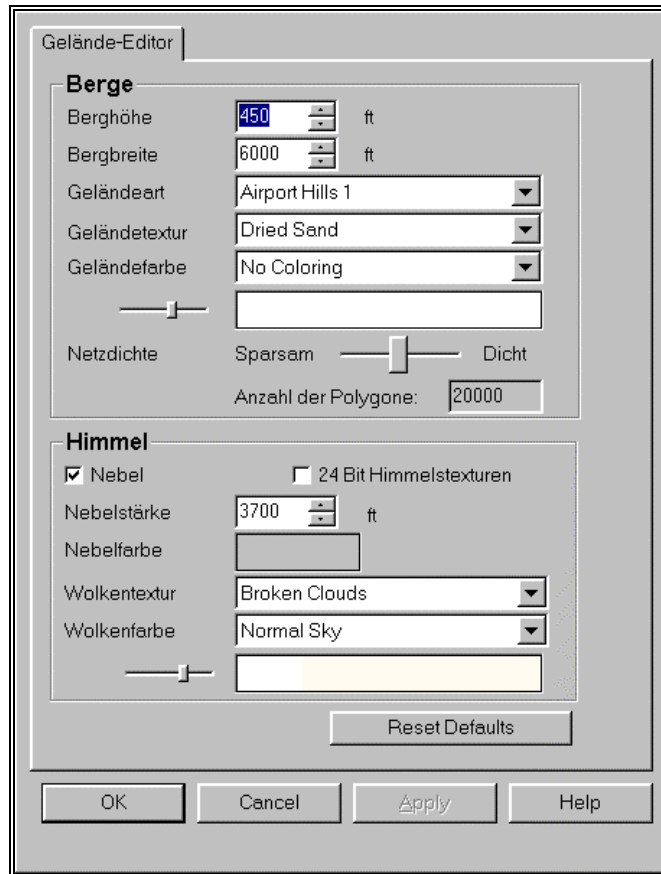 Gelände-Editor
Berge
Berghöhe 450 ft
Bergbreite 6000 ft
Geländeart Airport Hills 1
Geländetextur Dried Sand
Geländefarbe No Coloring
Netzdichte Sparsam Dicht
Anzahl der Polygone: 20000
Himmel
Nebel 24 Bit Himmelstexturen
Nebelstärke 3700 ft
Nebelfarbe
Wolkentextur Broken Clouds
Wolkenfarbe Normal Sky
Reset Defaults
OK Cancel Apply Help